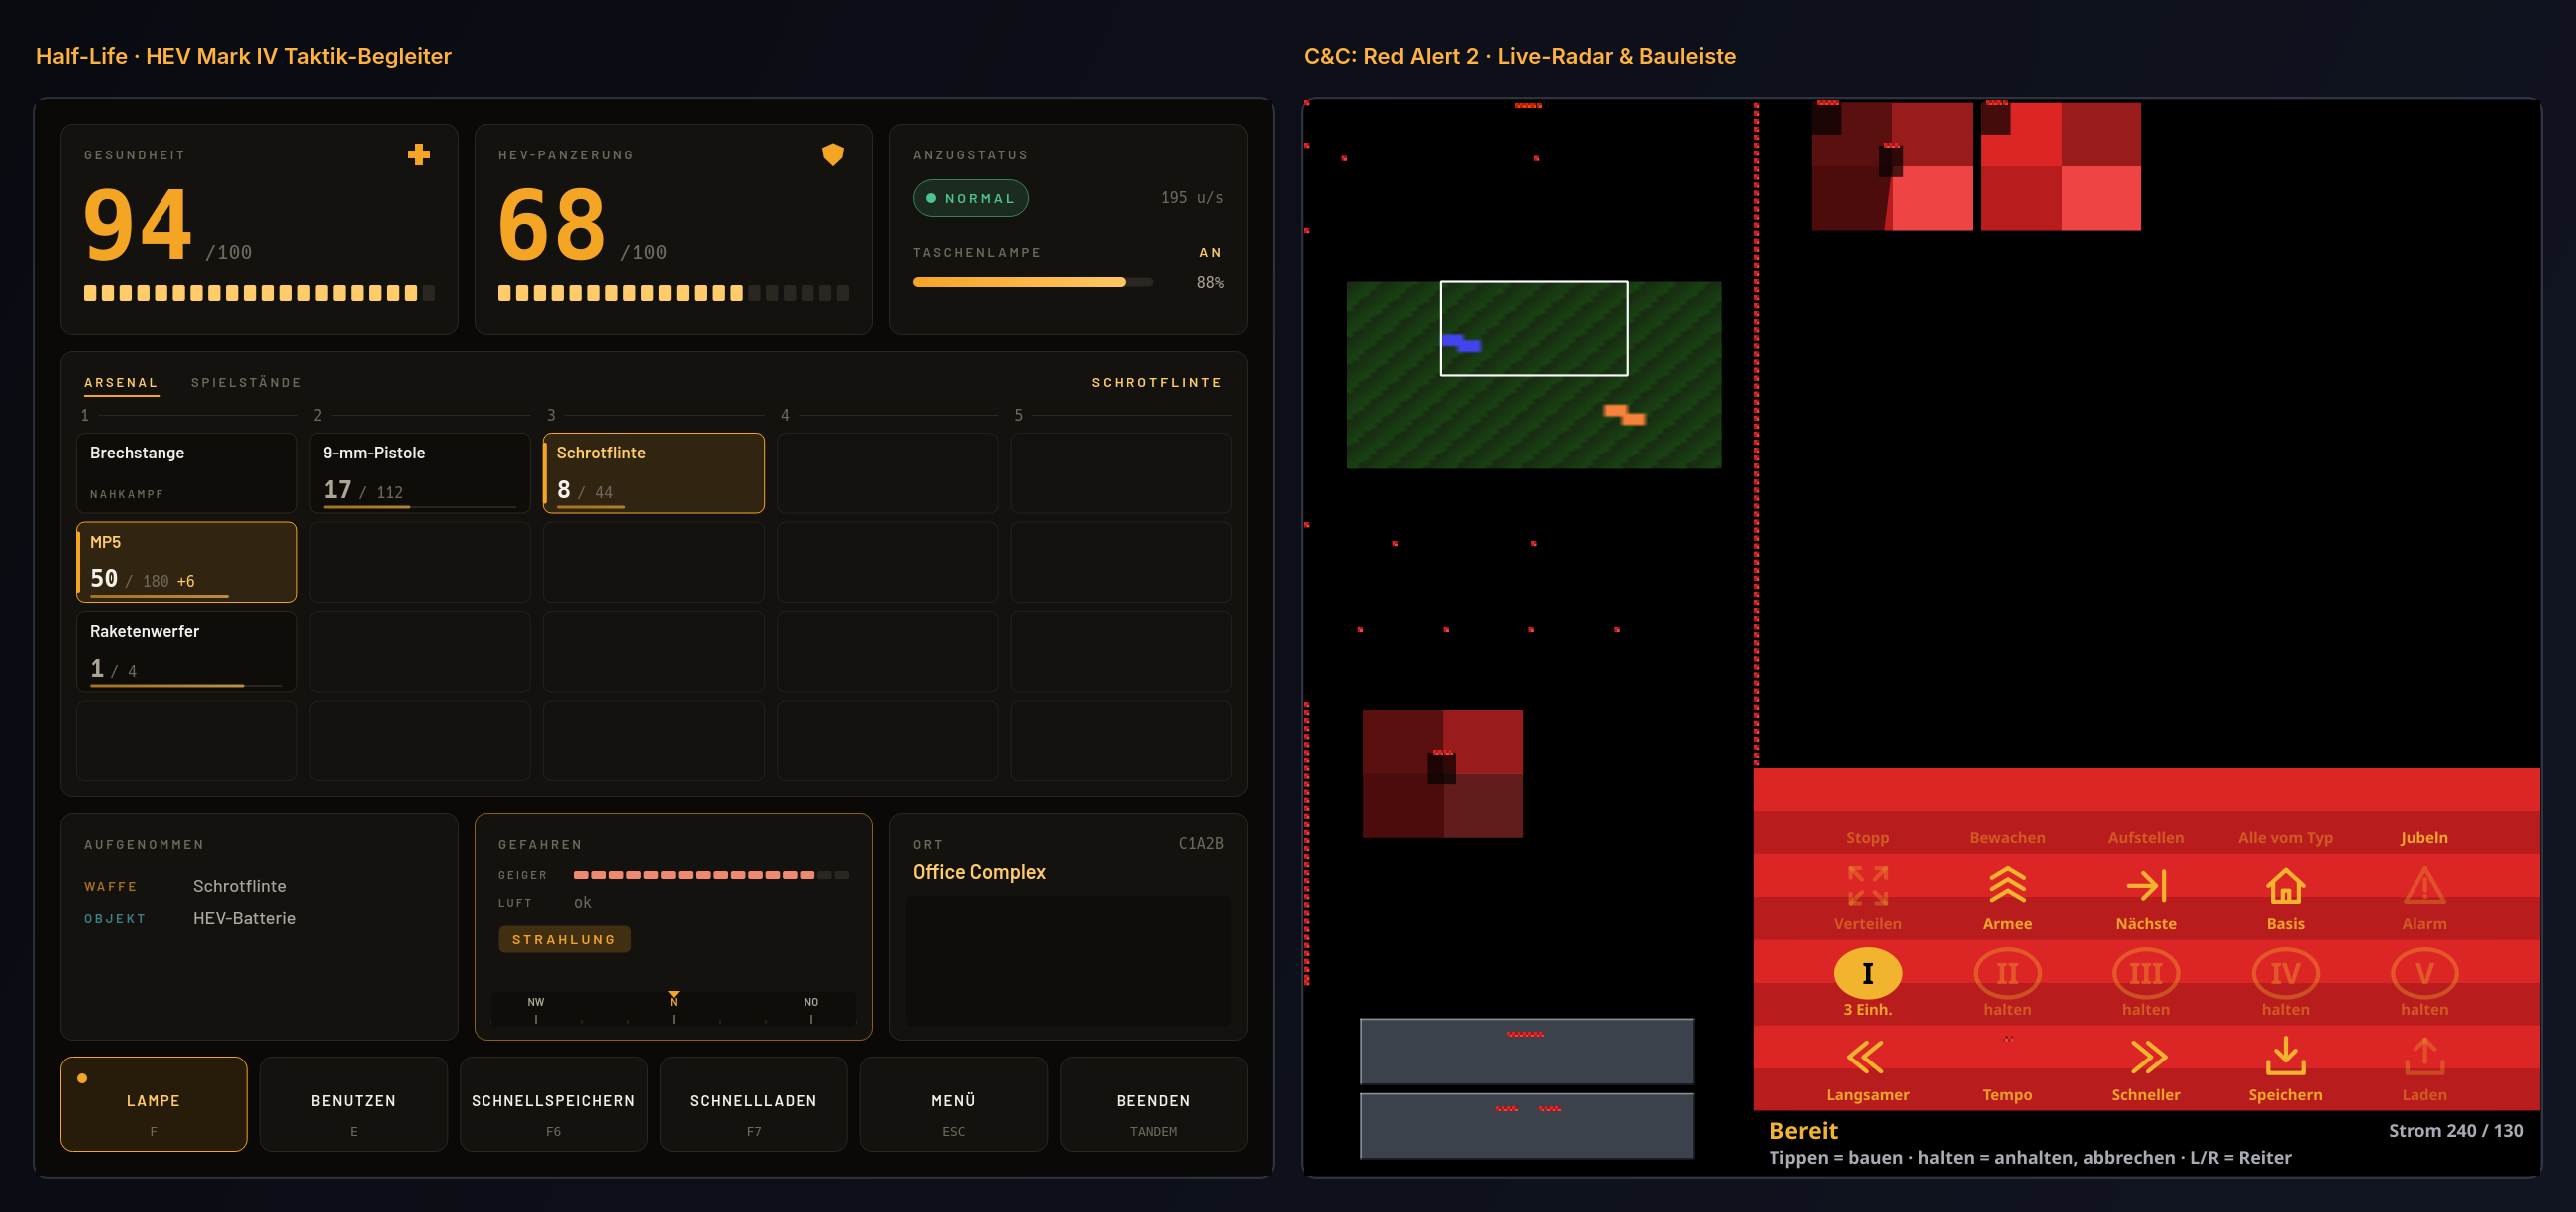 Half-Life · HEV Mark IV Taktik-Begleiter
GESUNDHEIT
94 /100
HEV-PANZERUNG
68 /100
ANZUGSTATUS
NORMAL 195 u/s
TASCHENLAMPE AN
88%
ARSENAL SPIELSTÄNDE SCHROTFLINTE
1 2 3 4 5
Brechstange
NAHKAMPF
9-mm-Pistole
17 / 112
Schrotflinte
8 / 44
MP5
50 / 180 +6
Raketenwerfer
1 / 4
AUFGENOMMEN
WAFFE Schrotflinte
OBJEKT HEV-Batterie
GEFAHREN
GEIGER
LUFT ok
STRAHLUNG
NW N NO
ORT C1A2B
Office Complex
LAMPE
F
BENUTZEN
E
SCHNELLSPEICHERN
F6
SCHNELLLADEN
F7
MENÜ
ESC
BEENDEN
TANDEM
C&C: Red Alert 2 · Live-Radar & Bauleiste
Stopp Bewachen Aufstellen Alle vom Typ Jubeln
Verteilen Armee Nächste Basis Alarm
I II III IV V
3 Einh. halten halten halten halten
Langsamer Tempo Schneller Speichern Laden
Bereit Strom 240 / 130
Tippen = bauen · halten = anhalten, abbrechen · L/R = Reiter